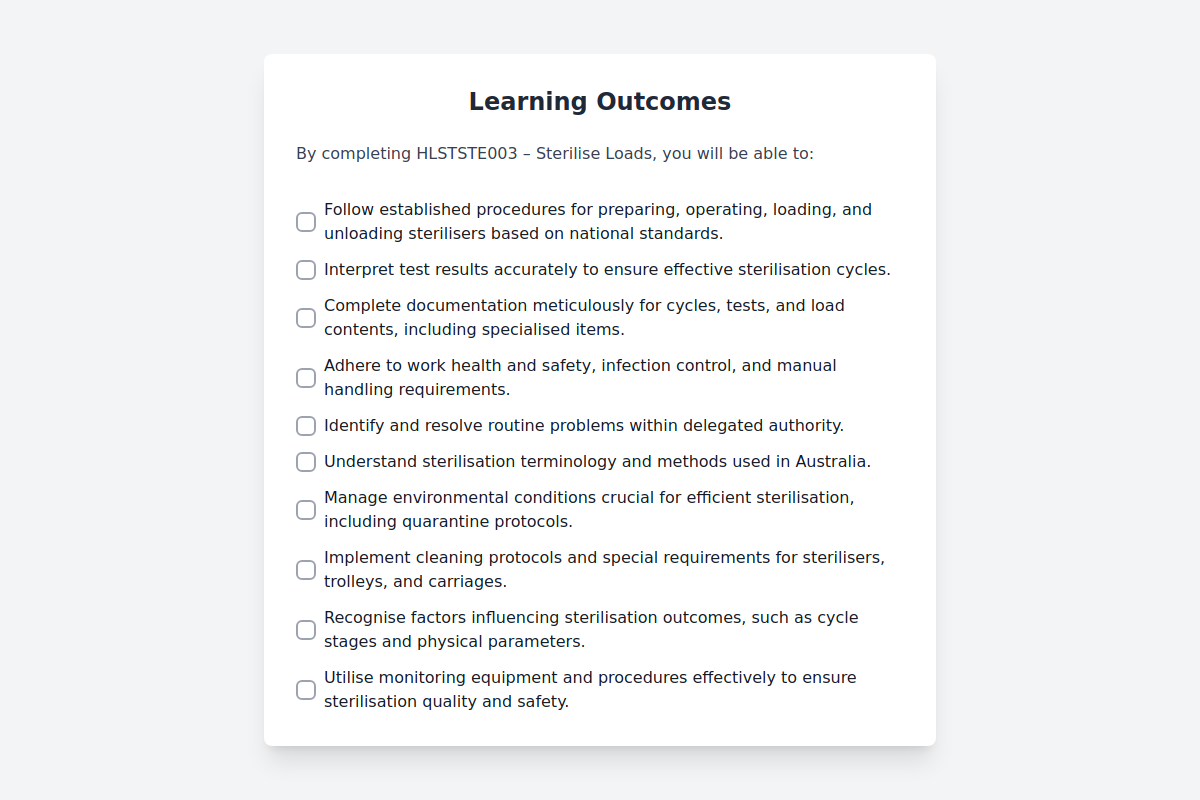 Learning Outcomes
By completing HLSTSTE003 – Sterilise Loads, you will be able to:
Follow established procedures for preparing, operating, loading, and
unloading sterilisers based on national standards.
Interpret test results accurately to ensure effective sterilisation cycles.
Complete documentation meticulously for cycles, tests, and load
contents, including specialised items.
Adhere to work health and safety, infection control, and manual
handling requirements.
Identify and resolve routine problems within delegated authority.
Understand sterilisation terminology and methods used in Australia.
Manage environmental conditions crucial for efficient sterilisation,
including quarantine protocols.
Implement cleaning protocols and special requirements for sterilisers,
trolleys, and carriages.
Recognise factors influencing sterilisation outcomes, such as cycle
stages and physical parameters.
Utilise monitoring equipment and procedures effectively to ensure
sterilisation quality and safety.